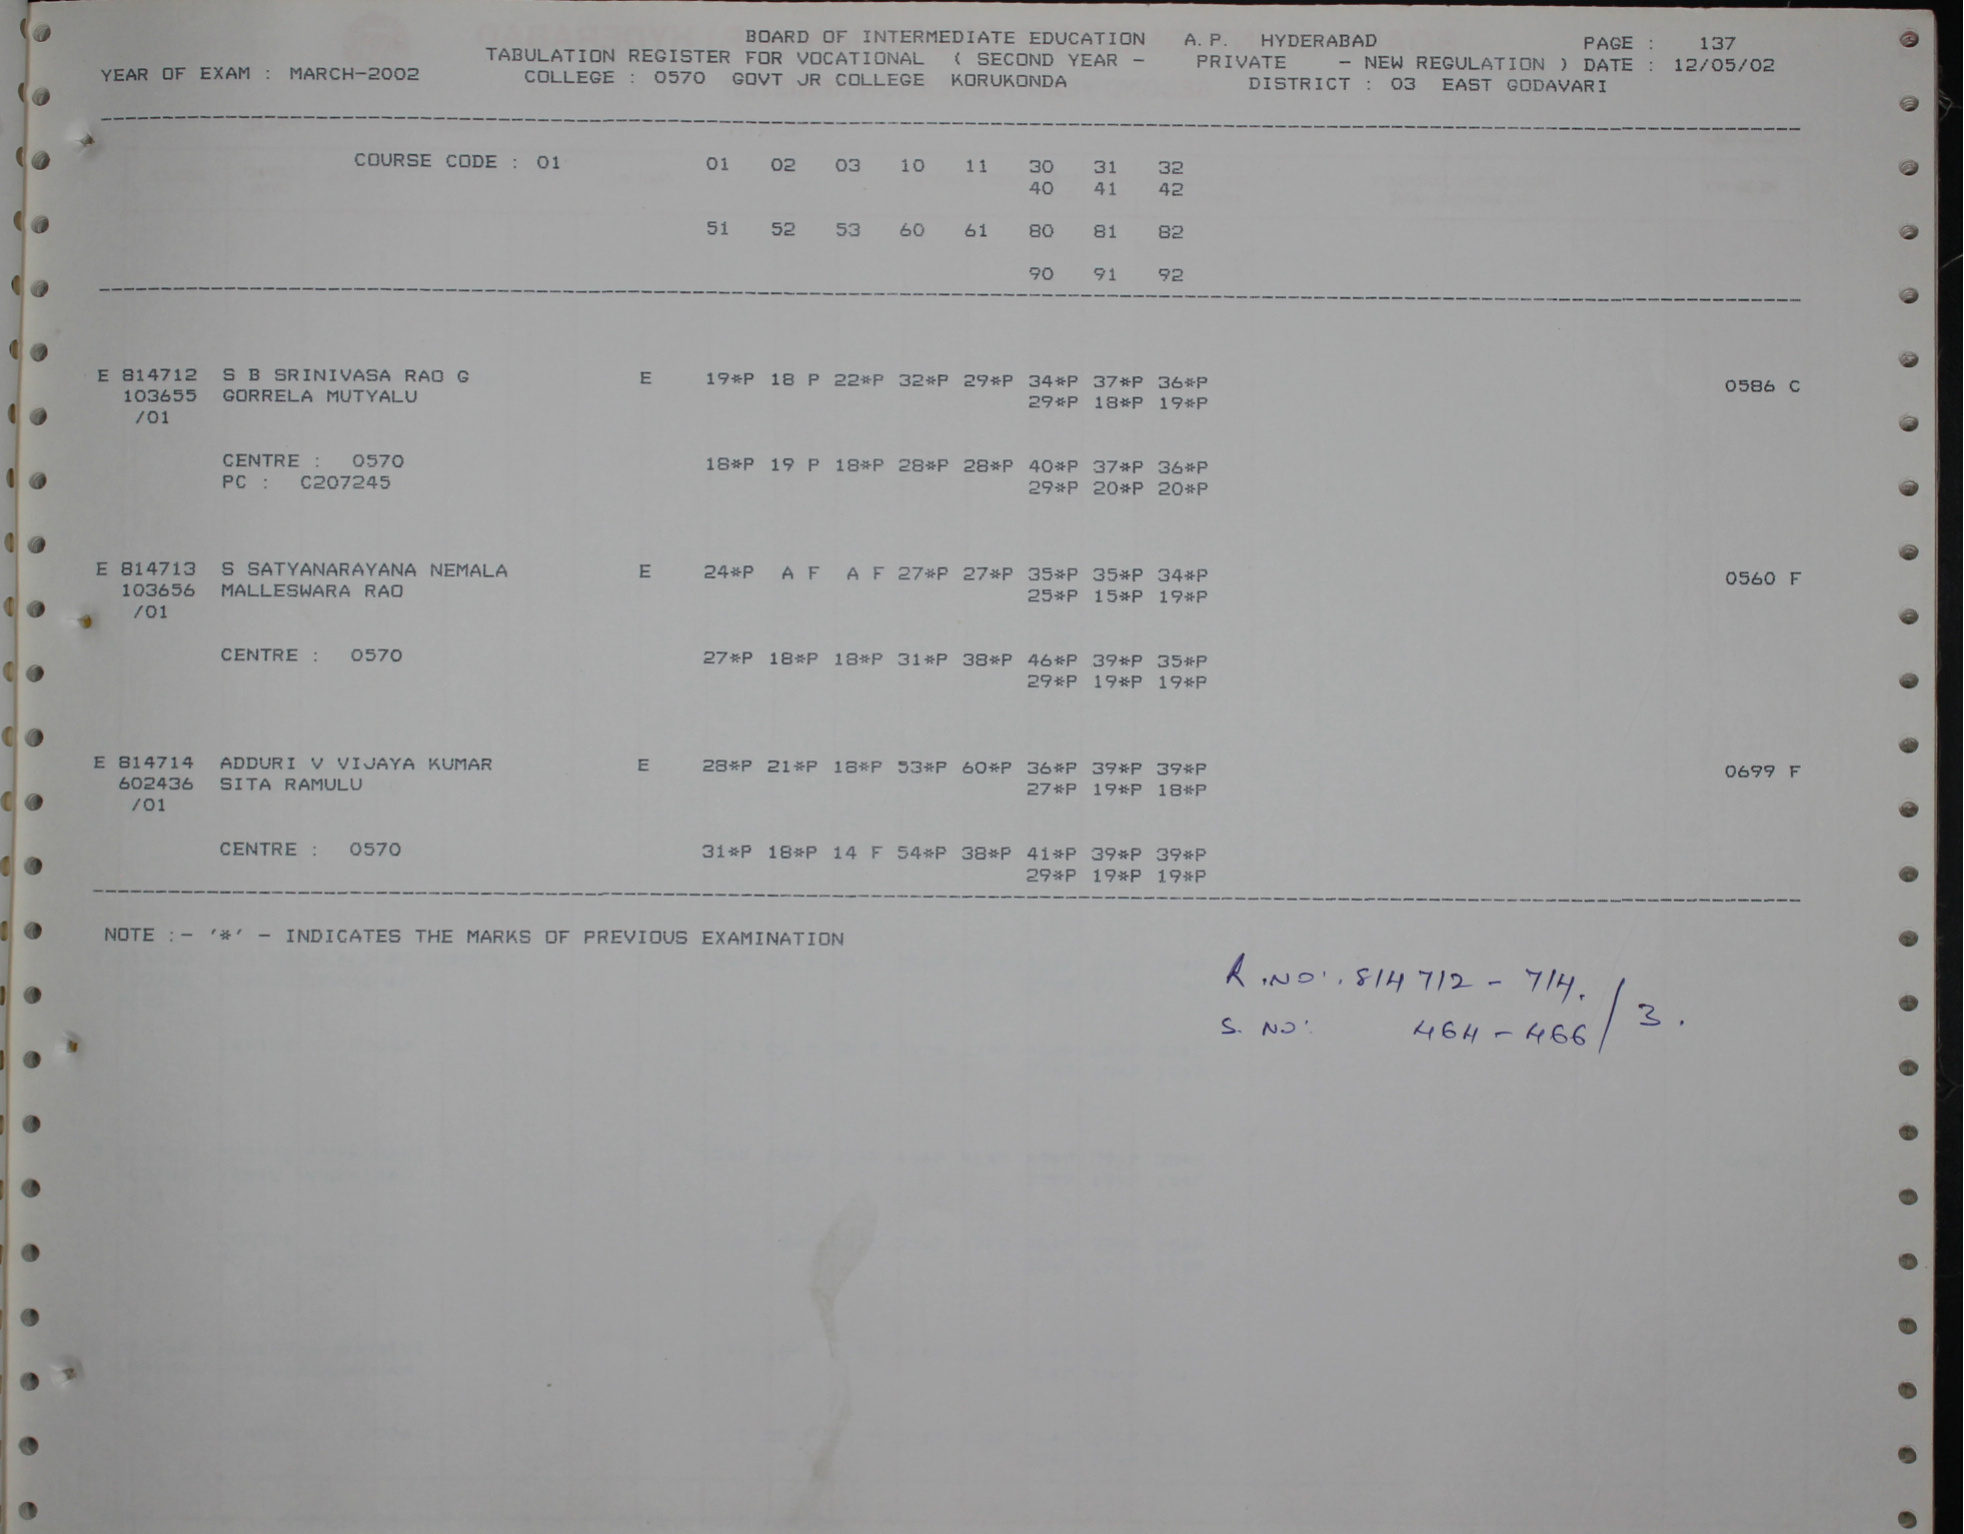 BOARD OF INTERMEDIATE EDUCATION A.P. HYDERABAD PAGE : 137
TABULATION REGISTER FOR VOCATIONAL ( SECOND YEAR - PRIVATE - NEW REGULATION ) DATE : 12/05/02
YEAR OF EXAM : MARCH-2002 COLLEGE : 0570 GOVT JR COLLEGE KORUKONDA DISTRICT : 03 EAST GODAVARI
COURSE CODE : 01 01 02 03 10 11 30 31 32
40 41 42
51 52 53 60 61 80 81 82
90 91 92
E 814712 S B SRINIVASA RAO G E 19*P 18 P 22*P 32*P 29*P 34*P 37*P 36*P 0586 C
103655 GORRELA MUTYALU 29*P 18*P 19*P
/01
CENTRE : 0570 18*P 19 P 18*P 28*P 28*P 40*P 37*P 36*P
PC : C207245 29*P 20*P 20*P
E 814713 S SATYANARAYANA NEMALA E 24*P A F A F 27*P 27*P 35*P 35*P 34*P 0560 F
103656 MALLESWARA RAO 25*P 15*P 19*P
/01
CENTRE : 0570 27*P 18*P 18*P 31*P 38*P 46*P 39*P 35*P
29*P 19*P 19*P
E 814714 ADDURI V VIJAYA KUMAR E 28*P 21*P 18*P 53*P 60*P 36*P 39*P 39*P 0699 F
602436 SITA RAMULU 27*P 19*P 18*P
/01
CENTRE : 0570 31*P 18*P 14 F 54*P 38*P 41*P 39*P 39*P
29*P 19*P 19*P
NOTE :- '*' - INDICATES THE MARKS OF PREVIOUS EXAMINATION
R.NO:. 814712 - 714. / 3.
S. NO: 464 - 466